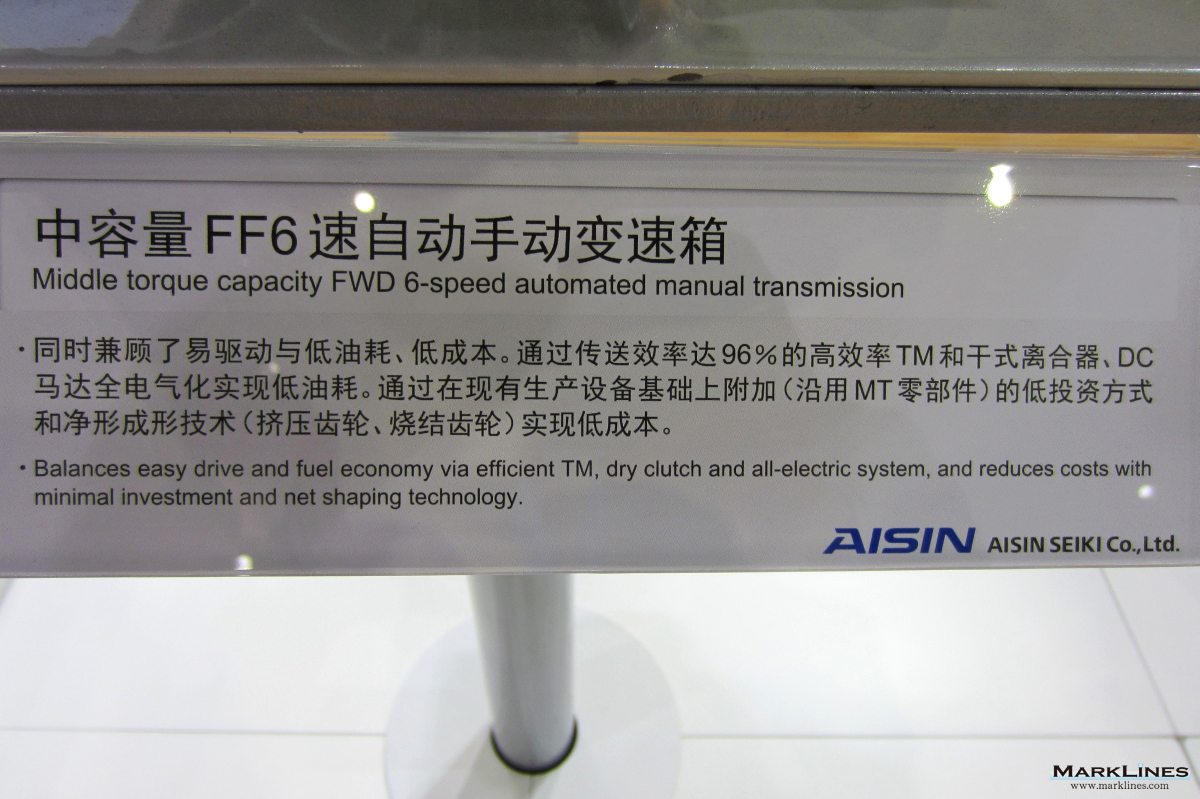 中容量FF6速自动手动变速箱
Middle torque capacity FWD 6-speed automated manual transmission
·同时兼顾了易驱动与低油耗、低成本。通过传送效率达96%的高效率TM和干式离合器、DC
马达全电气化实现低油耗。通过在现有生产设备基础上附加（沿用MT零部件）的低投资方式
和净形成形技术（挤压齿轮、烧结齿轮）实现低成本。
•Balances easy drive and fuel economy via efficient TM, dry clutch and all-electric system, and reduces costs with
minimal investment and net shaping technology.
AISIN AISIN SEIKI Co.,Ltd.
MARKLINES
www.marklines.com